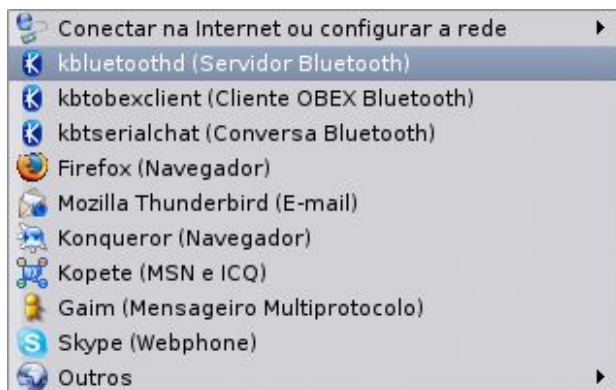 Conectar na Internet ou configurar a rede
kbluetoothd (Servidor Bluetooth)
kbtobexclient (Cliente OBEX Bluetooth)
kbtserialchat (Conversa Bluetooth)
Firefox (Navegador)
Mozilla Thunderbird (E-mail)
Konqueror (Navegador)
Kopete (MSN e ICQ)
Gaim (Mensageiro Multiprotocolo)
Skype (Webphone)
Outros